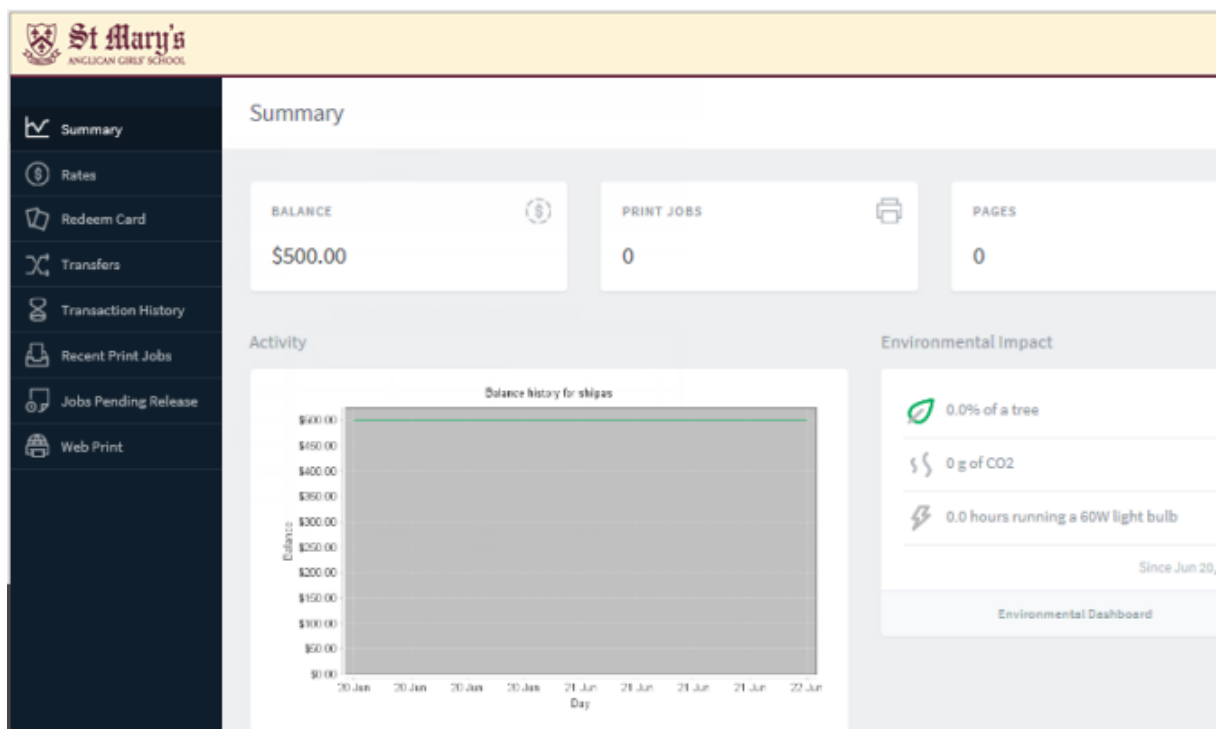 St Mary's
ANGLICAN GIRLS' SCHOOL
Summary
Rates
Redeem Card
Transfers
Transaction History
Recent Print Jobs
Jobs Pending Release
Web Print
Summary
BALANCE
$500.00
PRINT JOBS
0
PAGES
0
Activity
Balance history for shipas
$500.00
$450.00
$400.00
$350.00
$300.00
$250.00
$200.00
$150.00
$100.00
$50.00
$0.00
Balance
20 Jun 20 Jun 20 Jun 20 Jun 21 Jun 21 Jun 21 Jun 21 Jun 22 Jun
Day
Environmental Impact
0.0% of a tree
0 g of CO2
0.0 hours running a 60W light bulb
Since Jun 20,
Environmental Dashboard